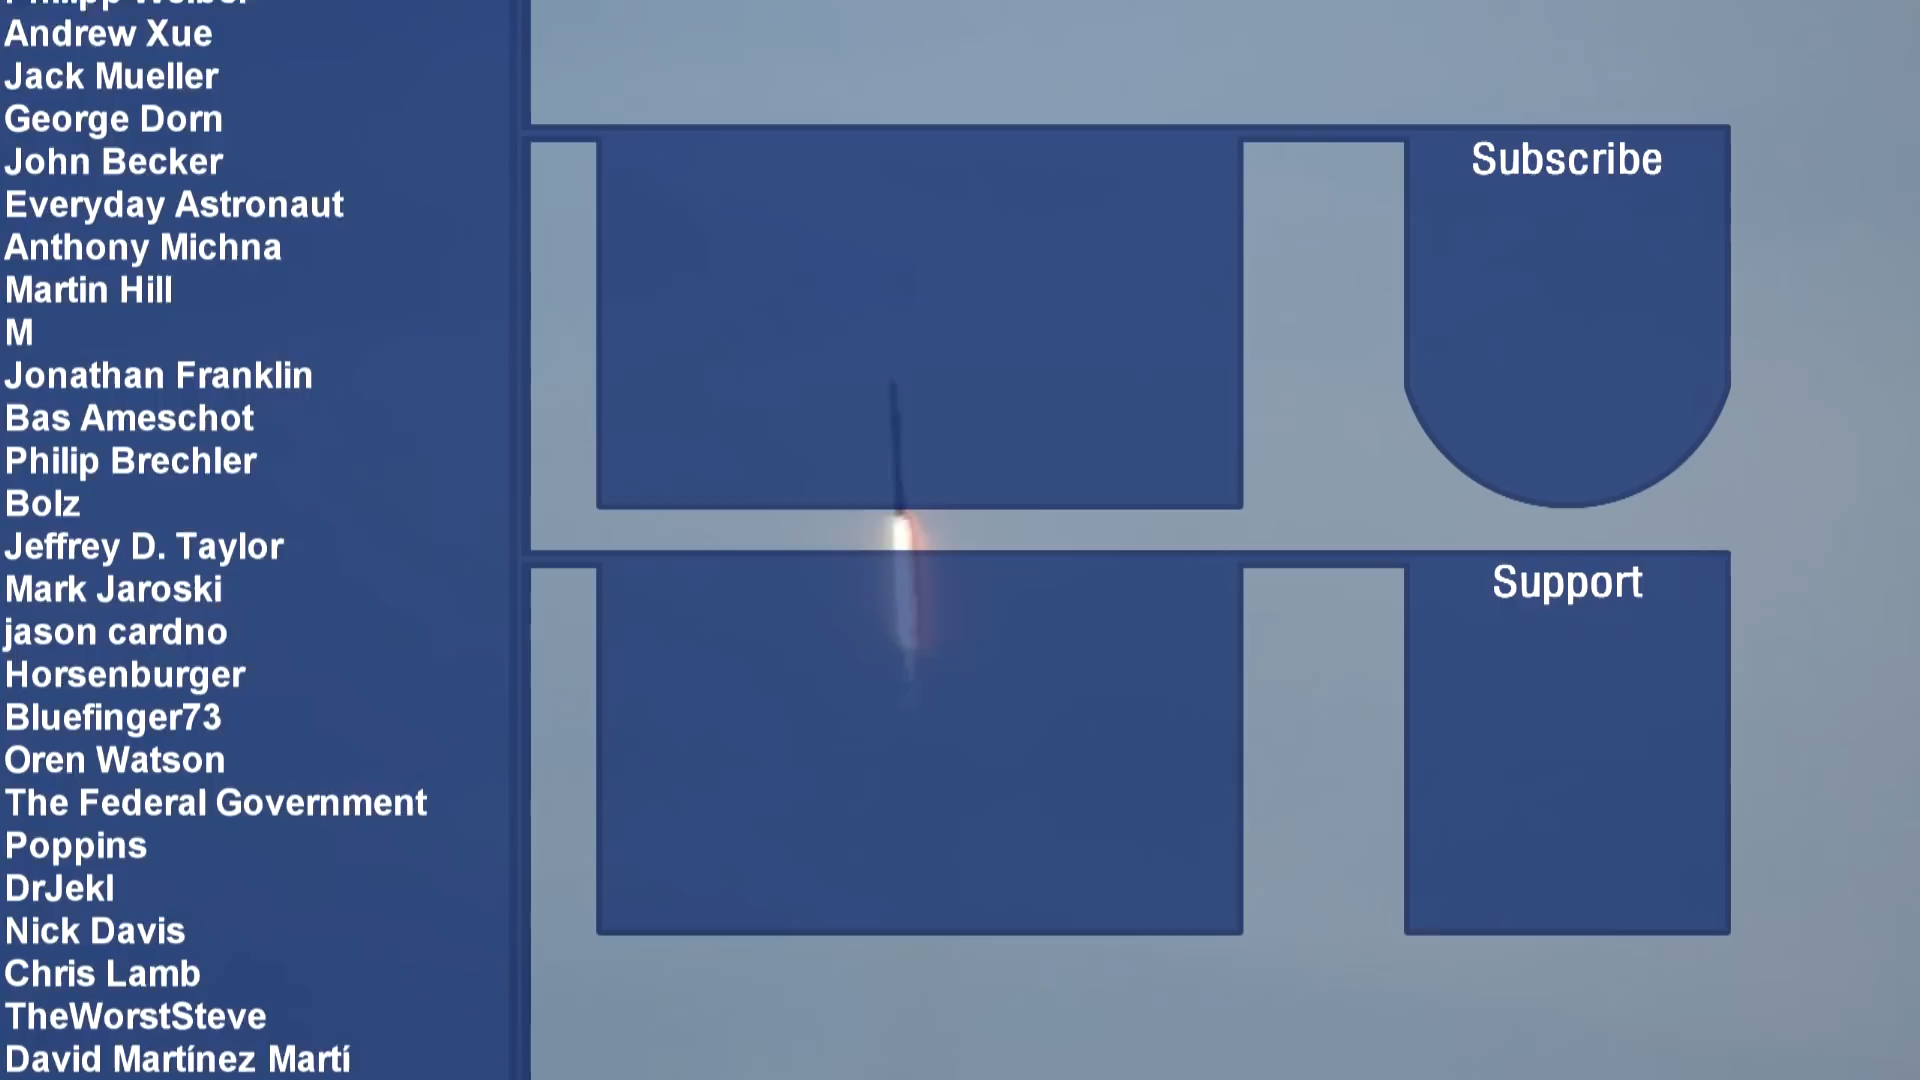 Andrew Xue
Jack Mueller
George Dorn
John Becker
Everyday Astronaut
Anthony Michna
Martin Hill
M
Jonathan Franklin
Bas Ameschot
Philip Brechler
Bolz
Jeffrey D. Taylor
Mark Jaroski
jason cardno
Horsenburger
Bluefinger73
Oren Watson
The Federal Government
Poppins
DrJekl
Nick Davis
Chris Lamb
TheWorstSteve
David Martínez Martí
Subscribe
Support